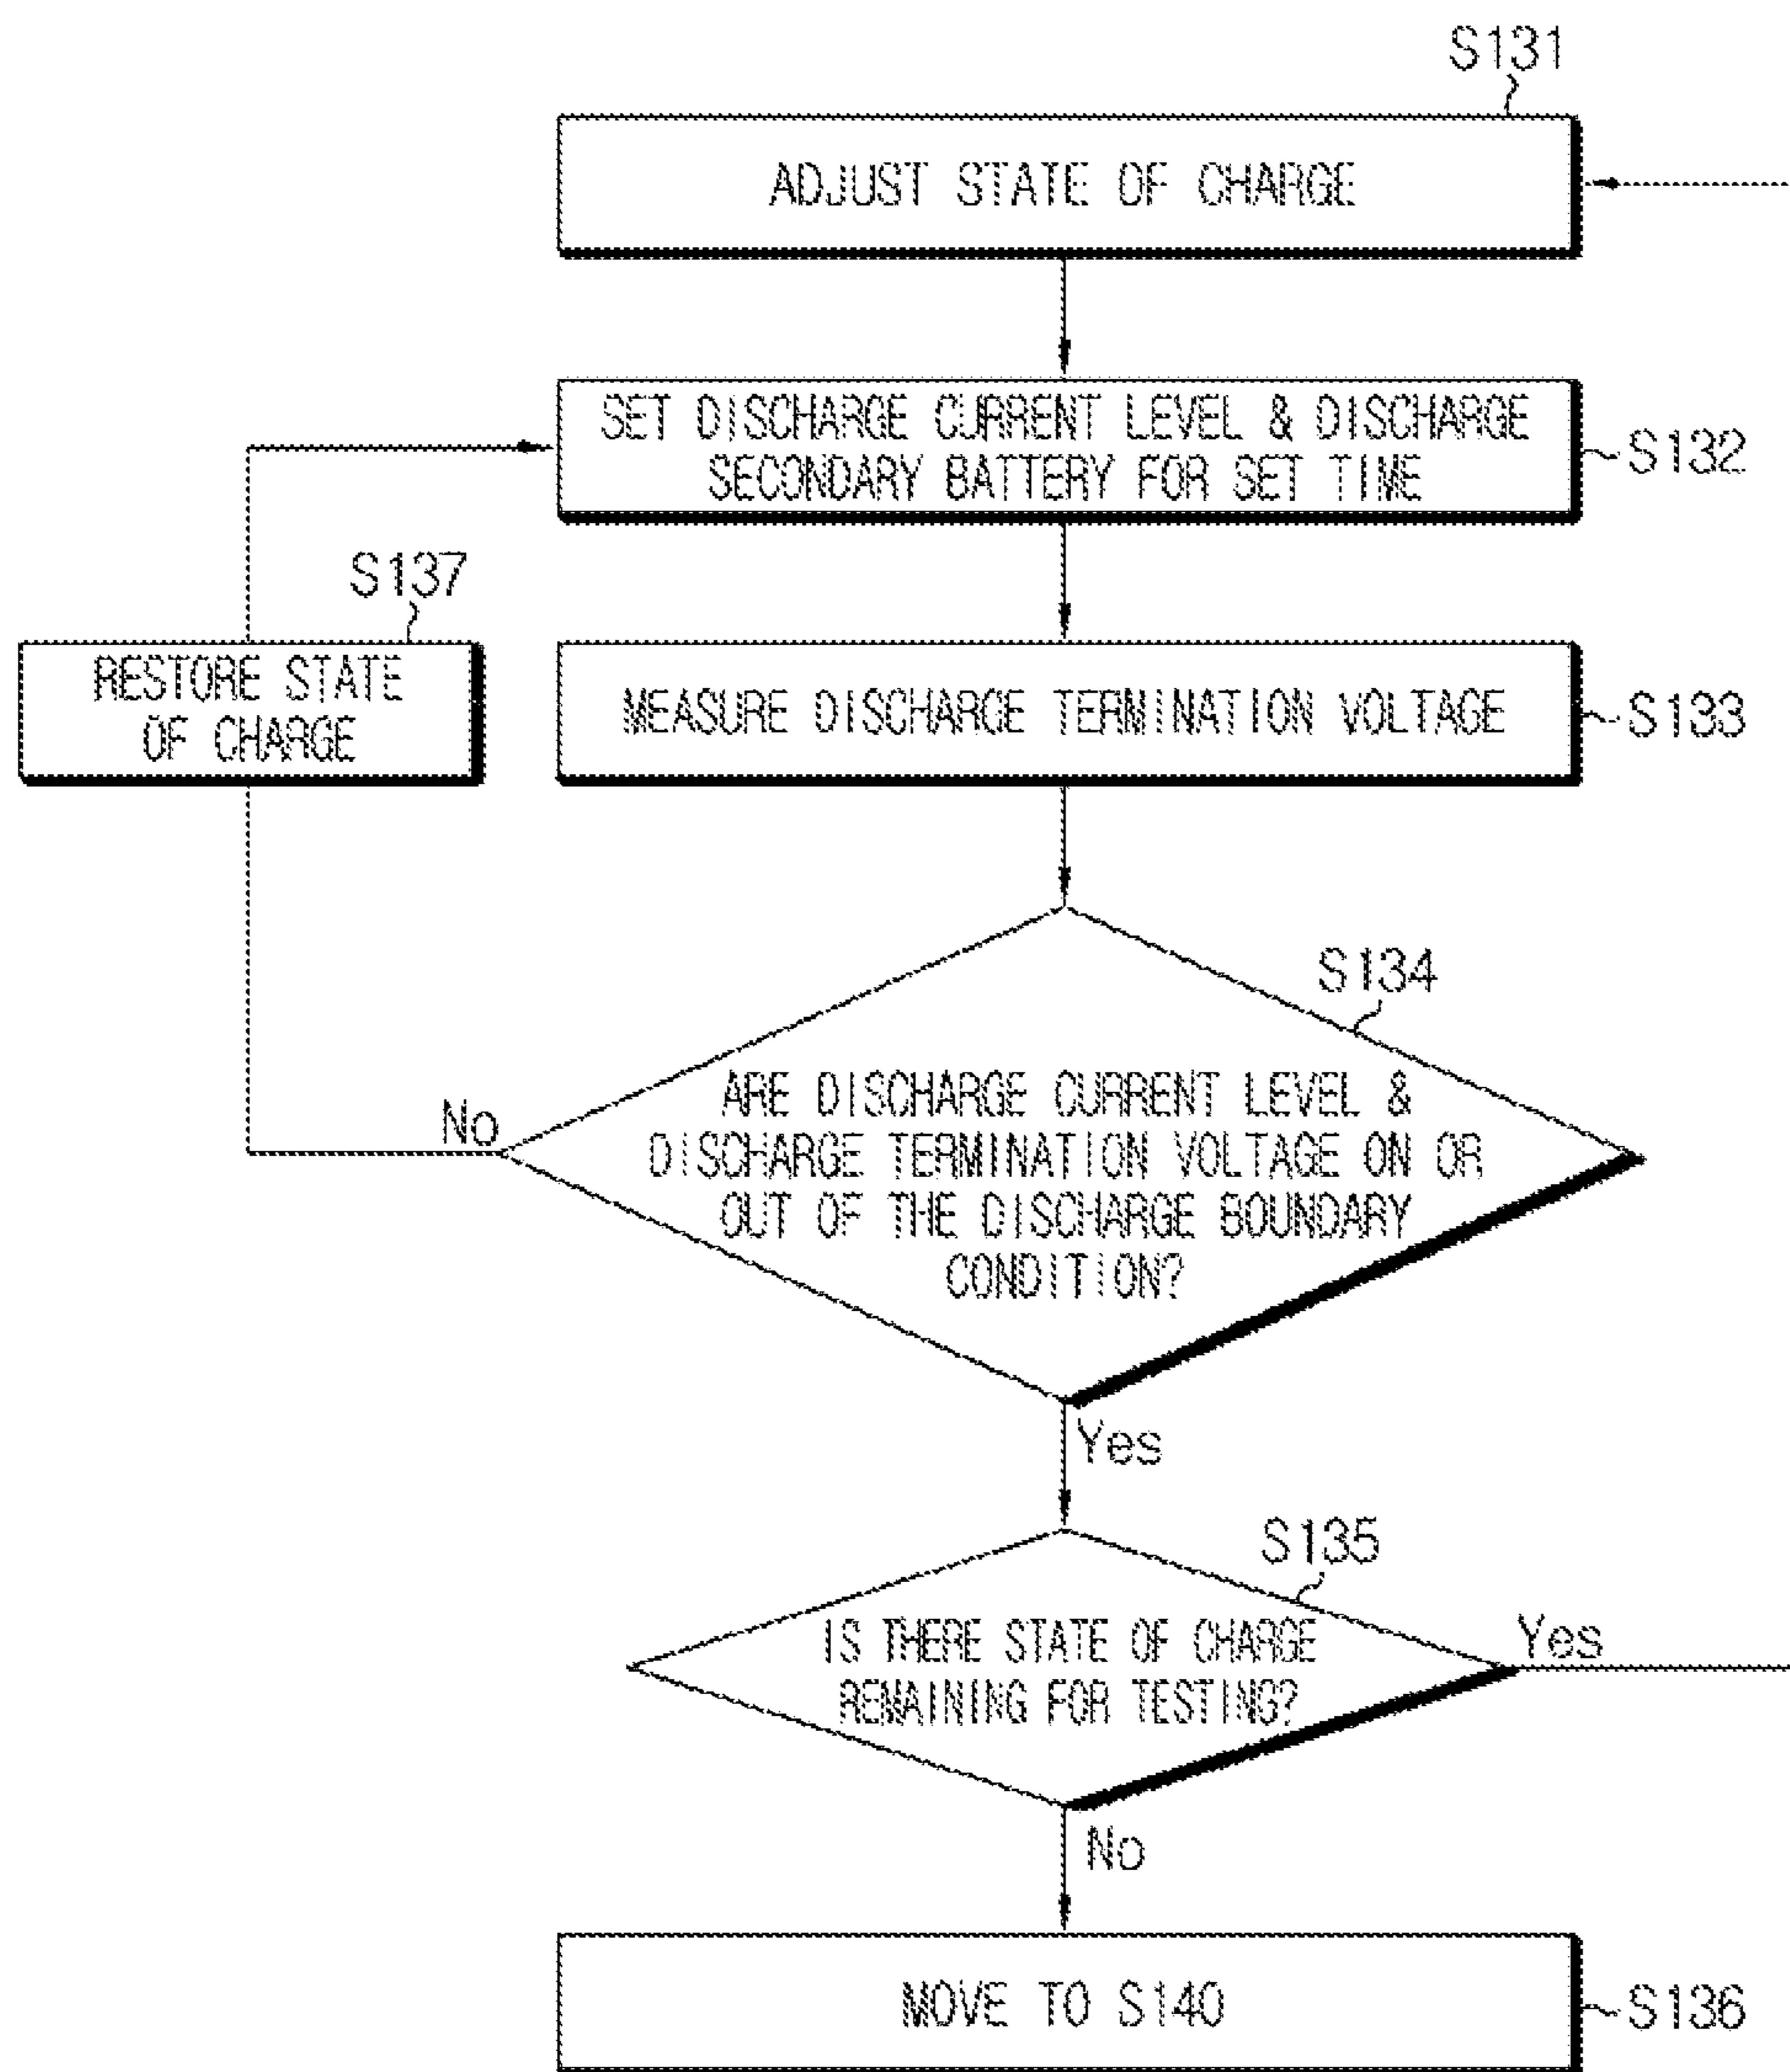 S131
ADJUST STATE OF CHARGE
SET DISCHARGE CURRENT LEVEL & DISCHARGE
SECONDARY BATTERY FOR SET TIME
S132
S137
RESTORE STATE
OF CHARGE
MEASURE DISCHARGE TERMINATION VOLTAGE
S133
S134
ARE DISCHARGE CURRENT LEVEL &
DISCHARGE TERMINATION VOLTAGE ON OR
OUT OF THE DISCHARGE BOUNDARY
CONDITION?
No
Yes
S135
IS THERE STATE OF CHARGE
REMAINING FOR TESTING?
Yes
No
MOVE TO S140
S136